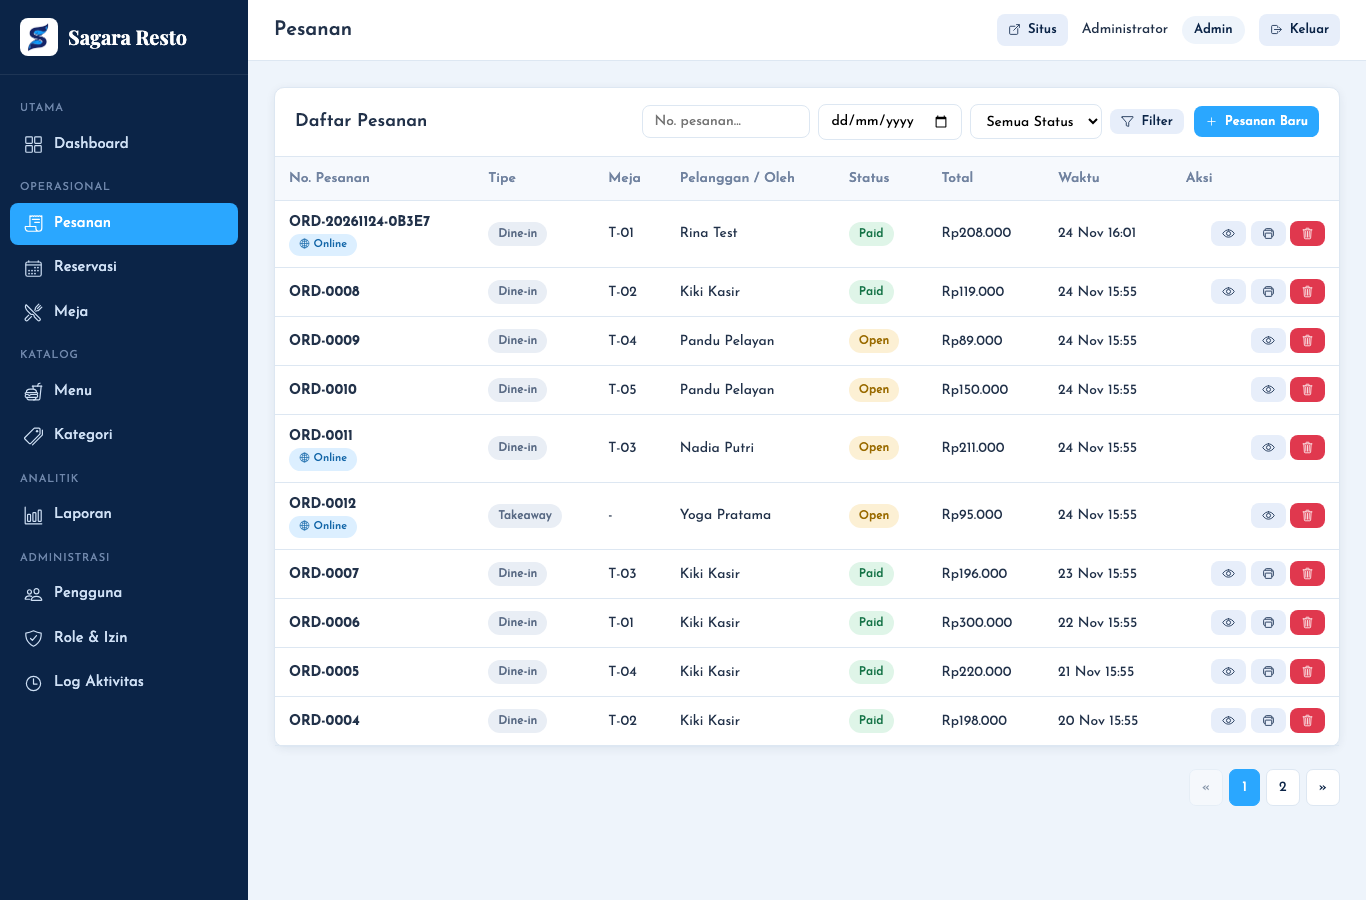 Sagara Resto
UTAMA
Dashboard
OPERASIONAL
Pesanan
Reservasi
Meja
KATALOG
Menu
Kategori
ANALITIK
Laporan
ADMINISTRASI
Pengguna
Role & Izin
Log Aktivitas
Pesanan
Situs Administrator Admin Keluar
Daftar Pesanan No. pesanan... dd/mm/yyyy Semua Status Filter + Pesanan Baru
No. Pesanan Tipe Meja Pelanggan / Oleh Status Total Waktu Aksi
ORD-20261124-0B3E7
Online Dine-in T-01 Rina Test Paid Rp208.000 24 Nov 16:01
ORD-0008 Dine-in T-02 Kiki Kasir Paid Rp119.000 24 Nov 15:55
ORD-0009 Dine-in T-04 Pandu Pelayan Open Rp89.000 24 Nov 15:55
ORD-0010 Dine-in T-05 Pandu Pelayan Open Rp150.000 24 Nov 15:55
ORD-0011
Online Dine-in T-03 Nadia Putri Open Rp211.000 24 Nov 15:55
ORD-0012
Online Takeaway - Yoga Pratama Open Rp95.000 24 Nov 15:55
ORD-0007 Dine-in T-03 Kiki Kasir Paid Rp196.000 23 Nov 15:55
ORD-0006 Dine-in T-01 Kiki Kasir Paid Rp300.000 22 Nov 15:55
ORD-0005 Dine-in T-04 Kiki Kasir Paid Rp220.000 21 Nov 15:55
ORD-0004 Dine-in T-02 Kiki Kasir Paid Rp198.000 20 Nov 15:55
« 1 2 »